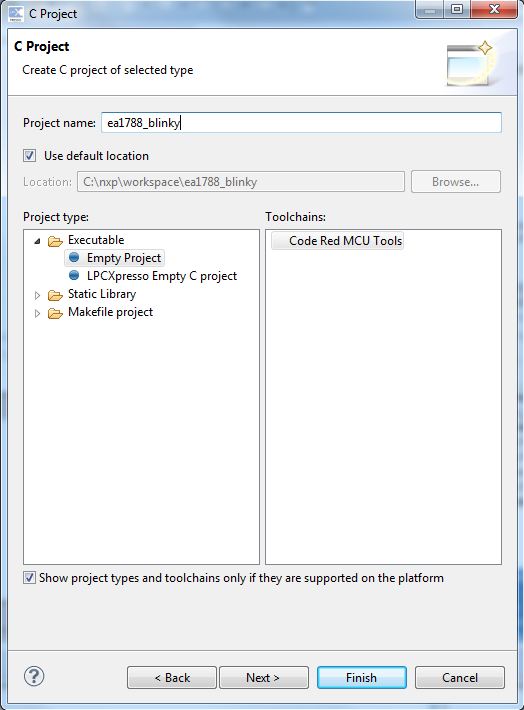 C Project
C Project
Create C project of selected type
Project name: ea1788_blinky
Use default location
Location: C:\nxp\workspace\ea1788_blinky Browse...
Project type: Toolchains:
Executable Code Red MCU Tools
Empty Project
LPCXpresso Empty C project
Static Library
Makefile project
Show project types and toolchains only if they are supported on the platform
? < Back Next > Finish Cancel